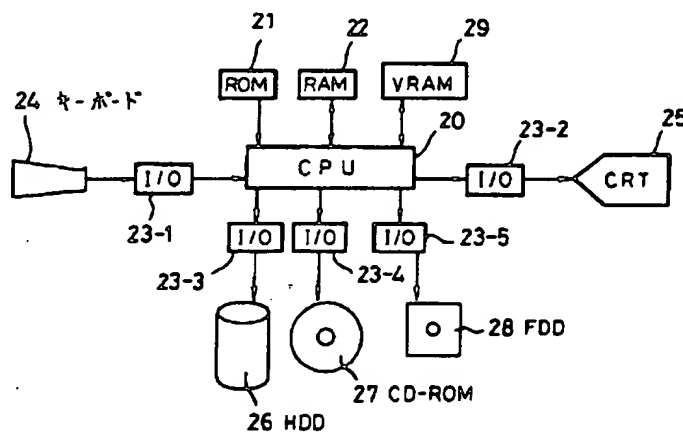 21
22
29
ROM
RAM
VRAM
24 キーボード
20
23-2
25
I/O
CPU
I/O
CRT
23-1
I/O
I/O
I/O
23-5
23-3
23-4
28 FDD
27 CD-ROM
26 HDD